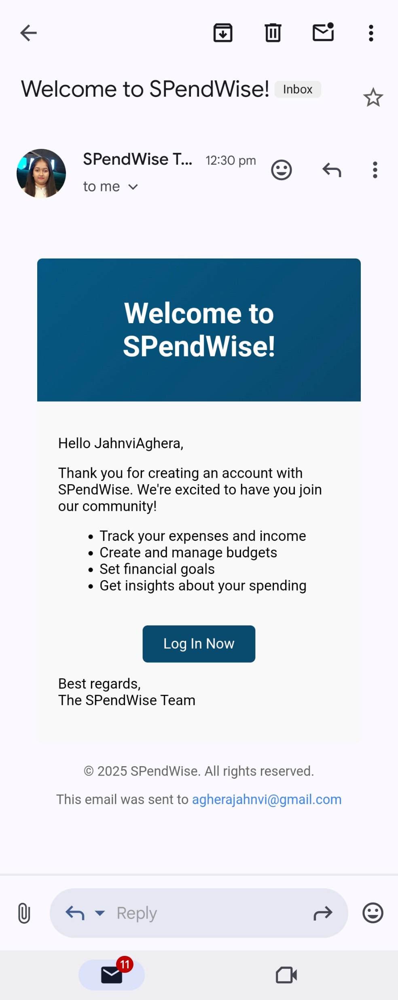 Welcome to SPendWise! Inbox
SPendWise T... 12:30 pm
to me
Welcome to
SPendWise!
Hello JahnviAghera,
Thank you for creating an account with
SPendWise. We're excited to have you join
our community!
• Track your expenses and income
• Create and manage budgets
• Set financial goals
• Get insights about your spending
Log In Now
Best regards,
The SPendWise Team
© 2025 SPendWise. All rights reserved.
This email was sent to agherajahnvi@gmail.com
Reply
11